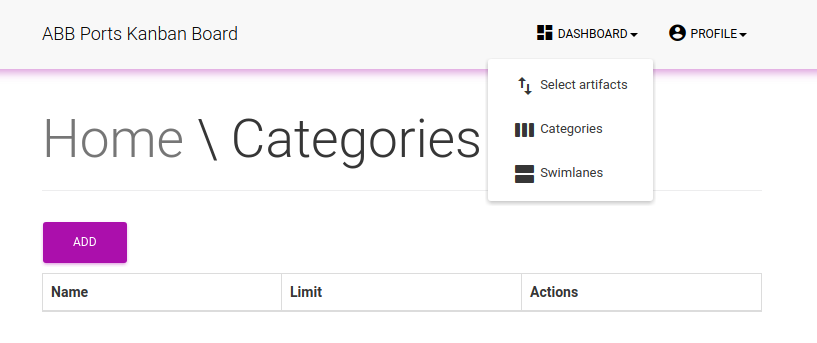 ABB Ports Kanban Board
DASHBOARD
PROFILE
Select artifacts
Categories
Swimlanes
Home \ Categories
ADD
Name Limit Actions